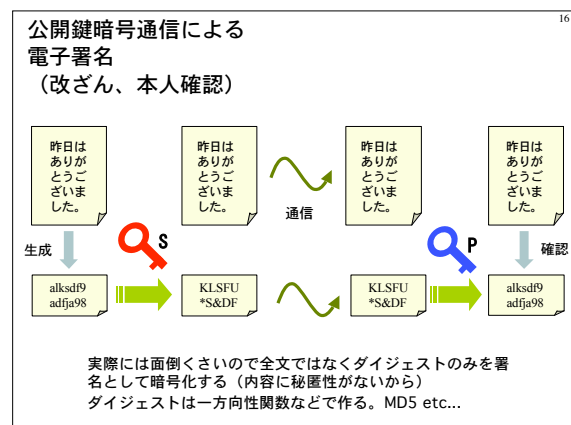 16
公開鍵暗号通信による
電子署名
（改ざん、本人確認）
昨日は
ありが
とうご
ざいま
した。
昨日は
ありが
とうご
ざいま
した。
昨日は
ありが
とうご
ざいま
した。
昨日は
ありが
とうご
ざいま
した。
通信
生成
S
P
確認
alksdf9
adfja98
KLSFU
*S&DF
KLSFU
*S&DF
alksdf9
adfja98
実際には面倒くさいので全文ではなくダイジェストのみを署
名として暗号化する（内容に秘匿性がないから）
ダイジェストは一方向性関数などで作る。MD5 etc...